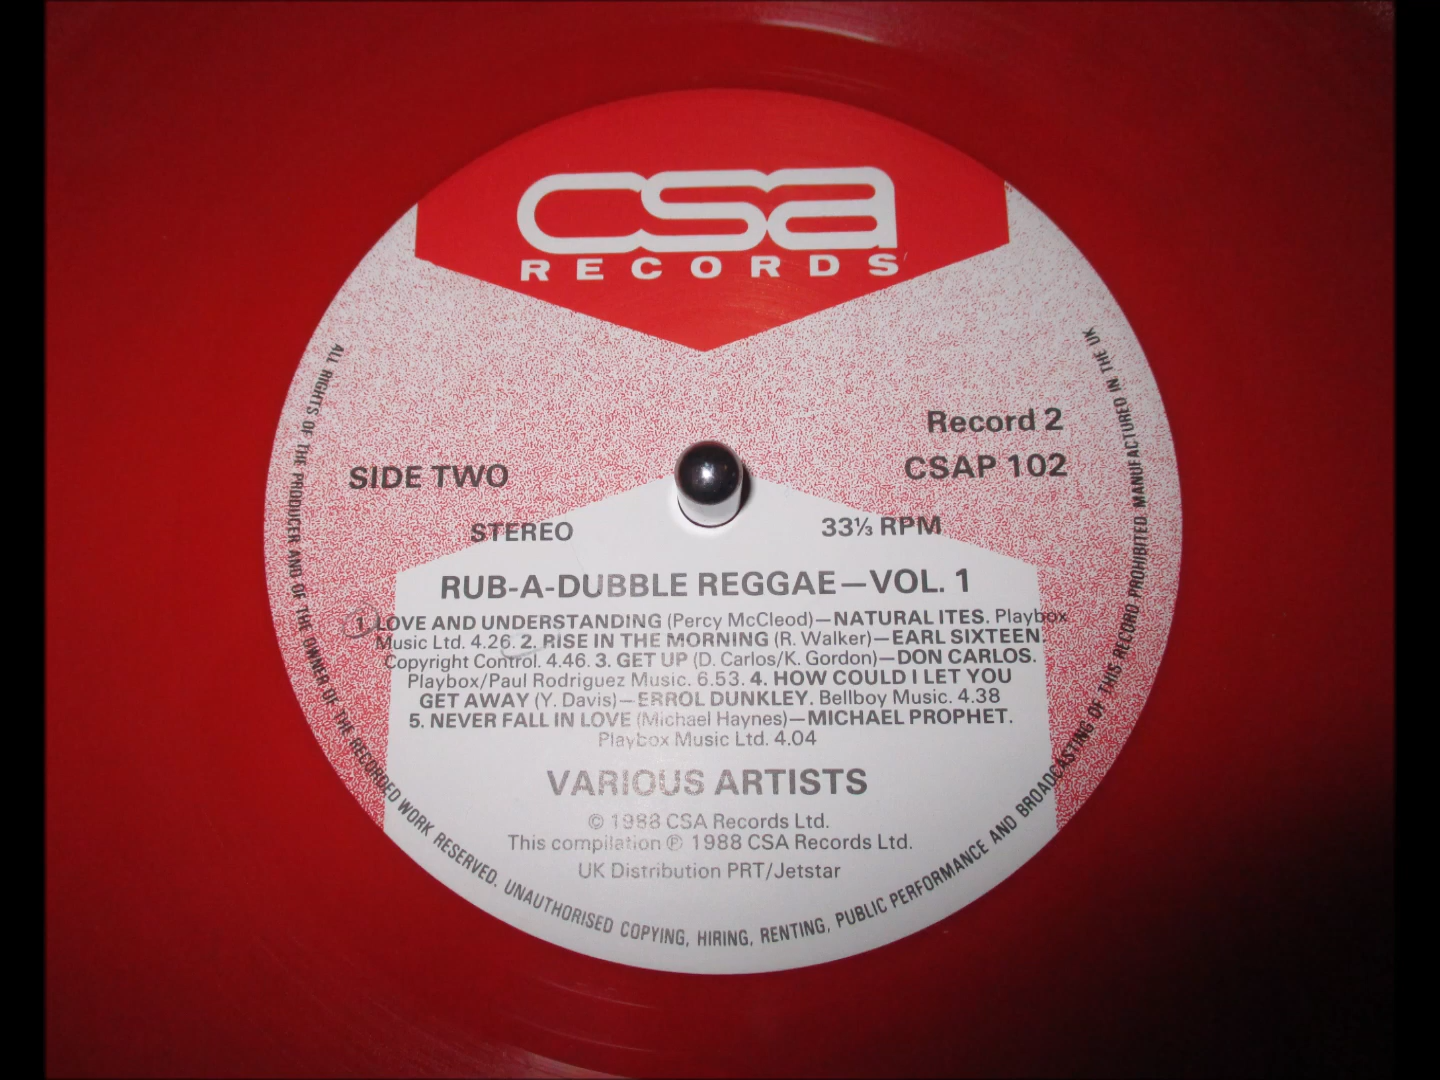 csa
RECORDS
Record 2
CSAP 102
SIDE TWO
STEREO
33⅓ RPM
RUB-A-DUBBLE REGGAE—VOL. 1
1. LOVE AND UNDERSTANDING (Percy McCleod)—NATURAL ITES. Playbox
Music Ltd. 4.26. 2. RISE IN THE MORNING (R. Walker)—EARL SIXTEEN.
Copyright Control. 4.46. 3. GET UP (D. Carlos/K. Gordon)—DON CARLOS.
Playbox/Paul Rodriguez Music. 6.53. 4. HOW COULD I LET YOU
GET AWAY (Y. Davis)—ERROL DUNKLEY. Bellboy Music. 4.38
5. NEVER FALL IN LOVE (Michael Haynes)—MICHAEL PROPHET.
Playbox Music Ltd. 4.04
VARIOUS ARTISTS
© 1988 CSA Records Ltd.
This compilation ℗ 1988 CSA Records Ltd.
UK Distribution PRT/Jetstar
ALL RIGHTS OF THE PRODUCER AND OF THE OWNER OF THE RECORDED WORK RESERVED. UNAUTHORISED COPYING, HIRING, RENTING, PUBLIC PERFORMANCE AND BROADCASTING OF THIS RECORD PROHIBITED. MANUFACTURED IN THE UK